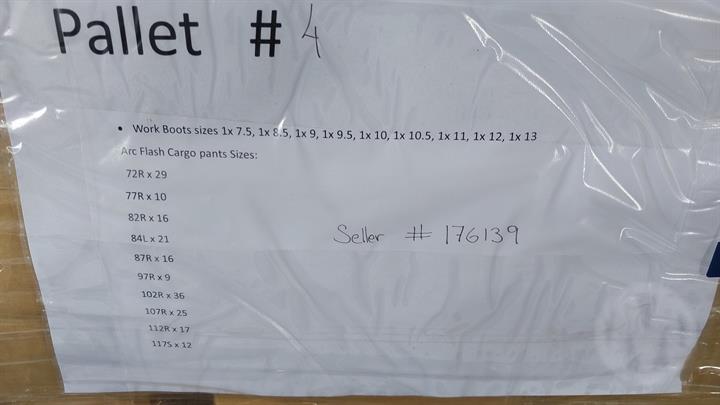 Pallet # 4
• Work Boots sizes 1x 7.5, 1x 8.5, 1x 9, 1x 9.5, 1x 10, 1x 10.5, 1x 11, 1x 12, 1x 13
Arc Flash Cargo pants Sizes:
72R x 29
77R x 10
82R x 16
84L x 21
Seller # 176139
87R x 16
97R x 9
102R x 36
107R x 25
112R x 17
117S x 12